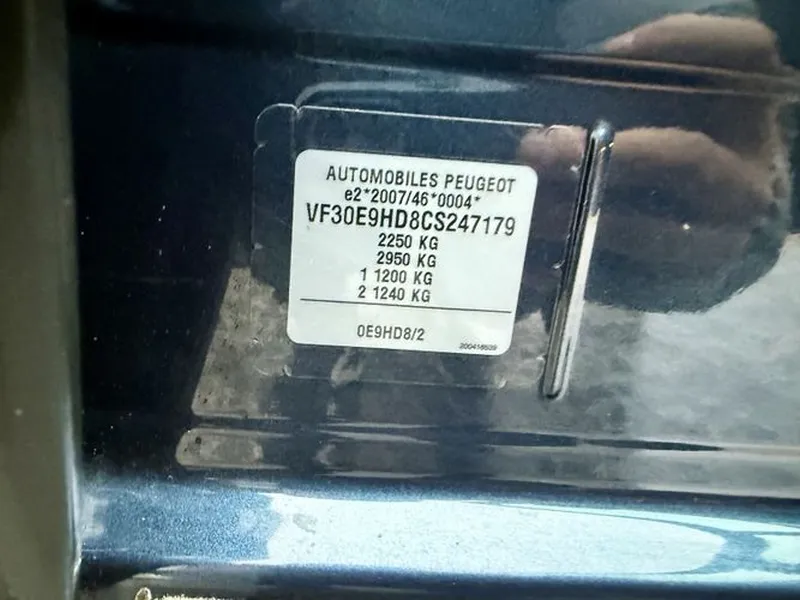 AUTOMOBILES PEUGEOT
e2*2007/46*0004*
VF30E9HD8CS247179
2250 KG
2950 KG
1 1200 KG
2 1240 KG
0E9HD8/2